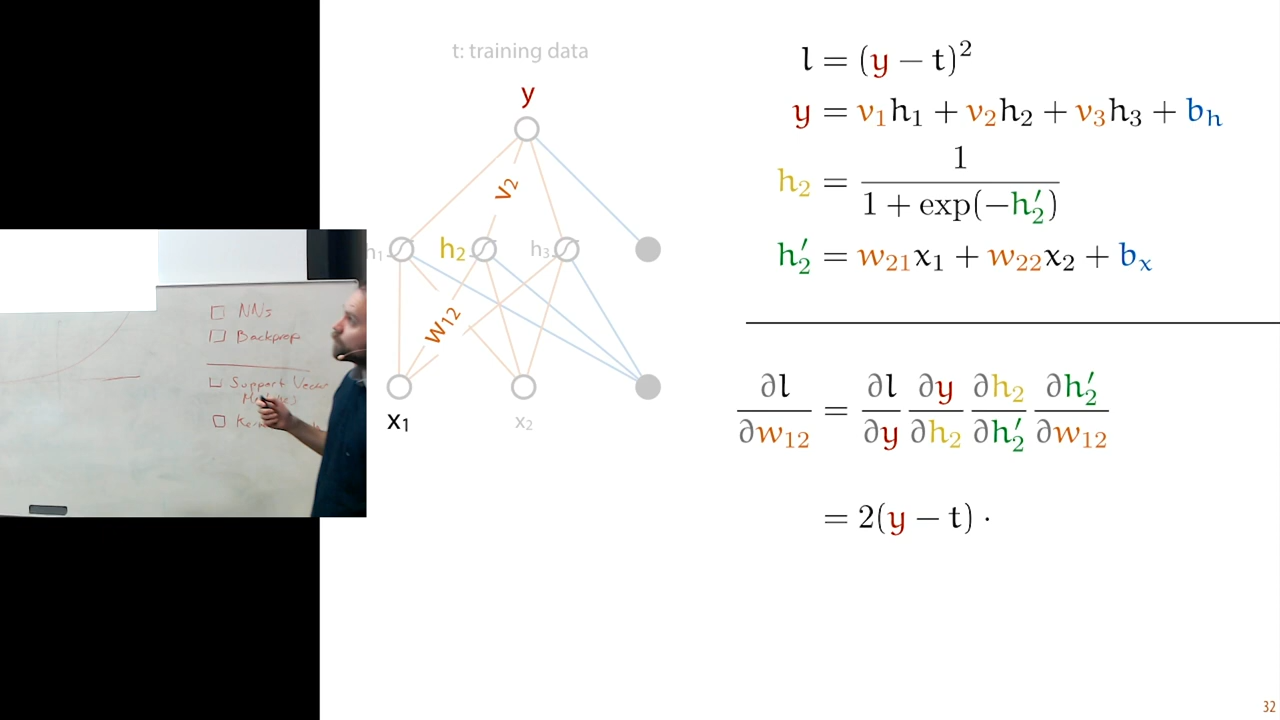 t: training data
y
v₂
h₁ h₂ h₃
w₁₂
x₁ x₂
l = (y − t)²
y = v₁h₁ + v₂h₂ + v₃h₃ + bₕ
h₂ = 1 / (1 + exp(−h′₂))
h′₂ = w₂₁x₁ + w₂₂x₂ + bₓ
∂l/∂w₁₂ = ∂l/∂y ∂y/∂h₂ ∂h₂/∂h′₂ ∂h′₂/∂w₁₂
= 2(y − t) ·
NNs
Backprop
Support Vector
32